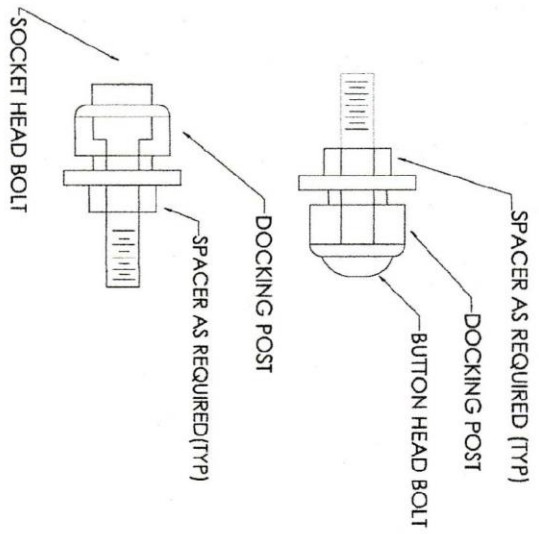 SPACER AS REQUIRED (TYP)
DOCKING POST
BUTTON HEAD BOLT
DOCKING POST
SPACER AS REQUIRED(TYP)
SOCKET HEAD BOLT